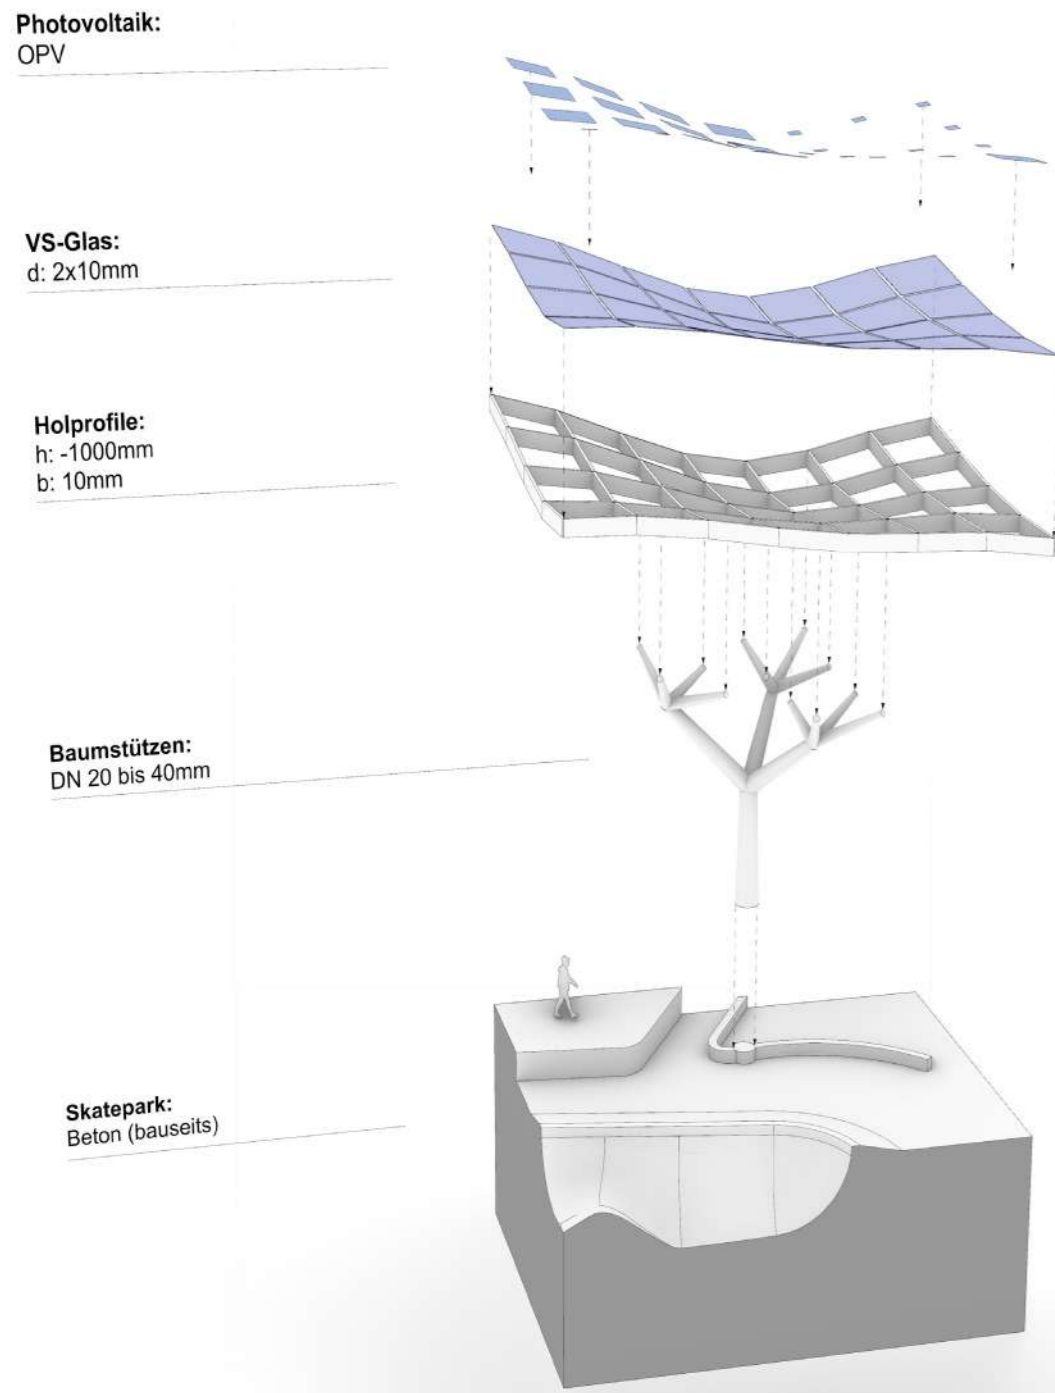 Photovoltaik:
OPV
VS-Glas:
d: 2x10mm
Holprofile:
h: -1000mm
b: 10mm
Baumstützen:
DN 20 bis 40mm
Skatepark:
Beton (bauseits)